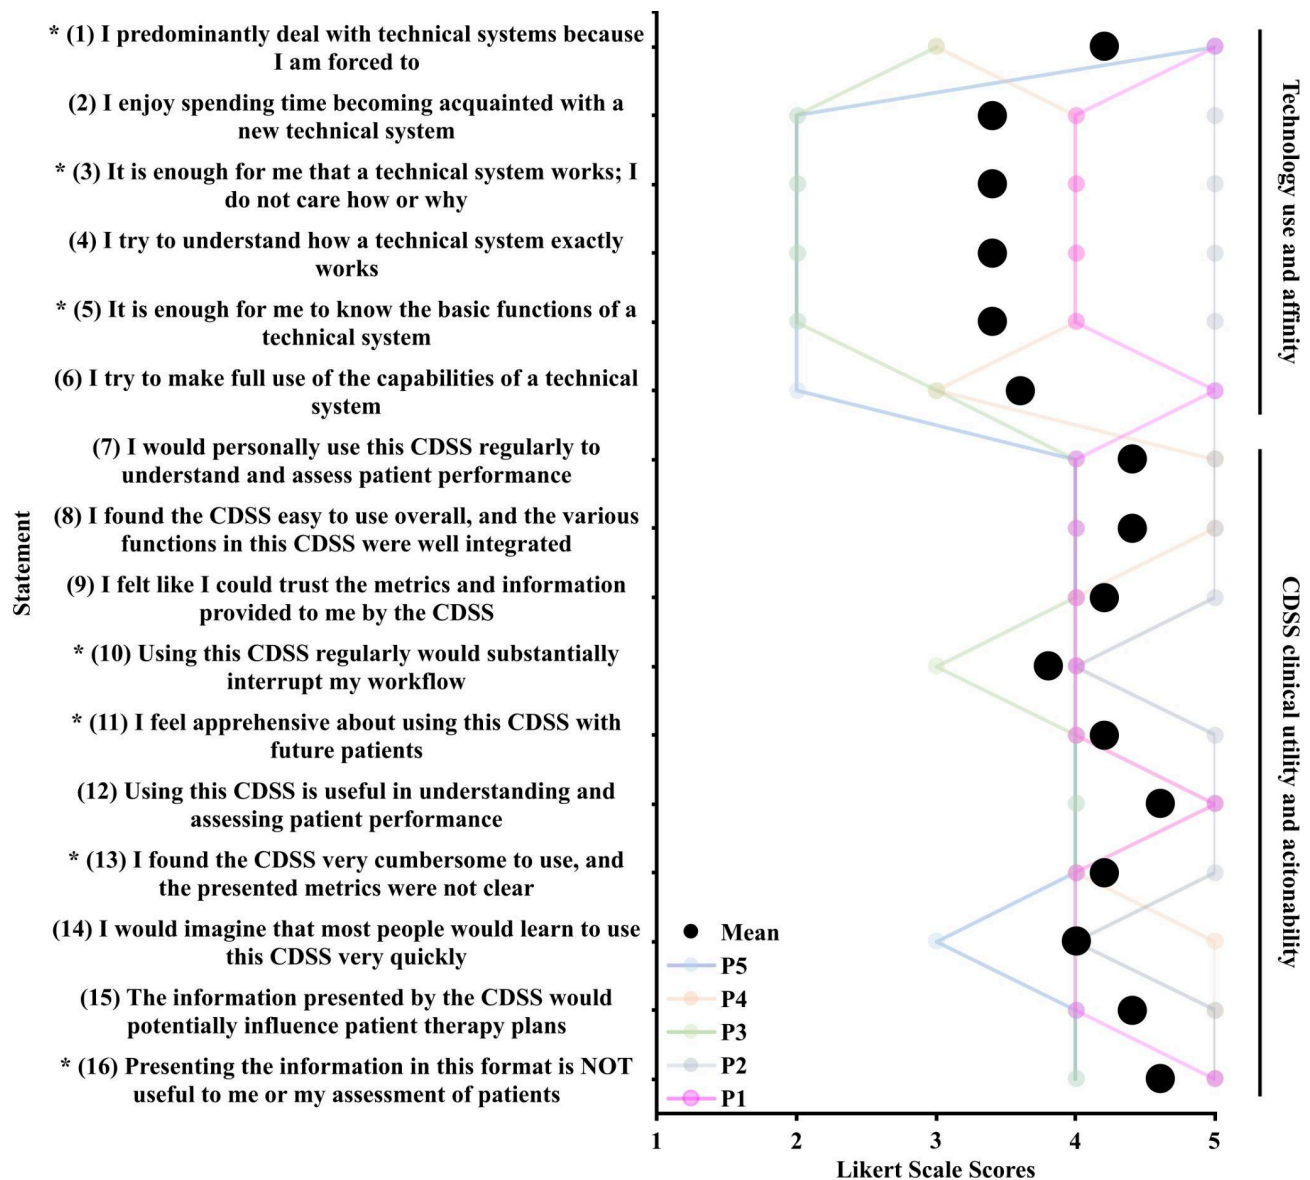 * (1) I predominantly deal with technical systems because
I am forced to
(2) I enjoy spending time becoming acquainted with a
new technical system
* (3) It is enough for me that a technical system works; I
do not care how or why
(4) I try to understand how a technical system exactly
works
* (5) It is enough for me to know the basic functions of a
technical system
(6) I try to make full use of the capabilities of a technical
system
(7) I would personally use this CDSS regularly to
understand and assess patient performance
(8) I found the CDSS easy to use overall, and the various
functions in this CDSS were well integrated
(9) I felt like I could trust the metrics and information
provided to me by the CDSS
* (10) Using this CDSS regularly would substantially
interrupt my workflow
* (11) I feel apprehensive about using this CDSS with
future patients
(12) Using this CDSS is useful in understanding and
assessing patient performance
* (13) I found the CDSS very cumbersome to use, and
the presented metrics were not clear
(14) I would imagine that most people would learn to use
this CDSS very quickly
(15) The information presented by the CDSS would
potentially influence patient therapy plans
* (16) Presenting the information in this format is NOT
useful to me or my assessment of patients
Statement
Mean
P5
P4
P3
P2
P1
1 2 3 4 5
Likert Scale Scores
Technology use and affinity
CDSS clinical utility and acitonability